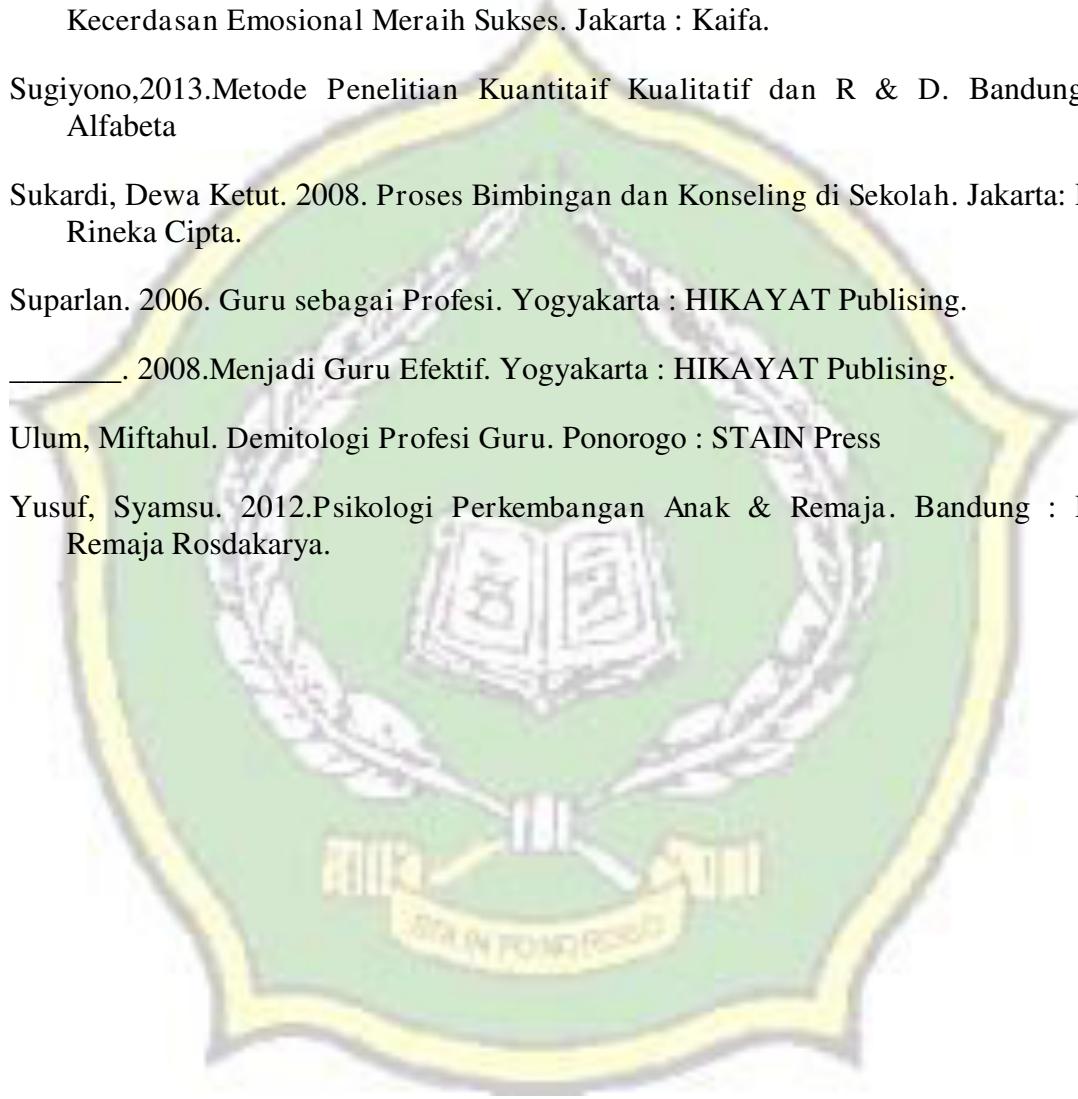 Kecerdasan Emosional Meraih Sukses. Jakarta : Kaifa.
Sugiyono,2013.Metode Penelitian Kuantitaif Kualitatif dan R & D. Bandung
Alfabeta
Sukardi, Dewa Ketut. 2008. Proses Bimbingan dan Konseling di Sekolah. Jakarta:
Rineka Cipta.
Suparlan. 2006. Guru sebagai Profesi. Yogyakarta : HIKAYAT Publising.
_______. 2008.Menjadi Guru Efektif. Yogyakarta : HIKAYAT Publising.
Ulum, Miftahul. Demitologi Profesi Guru. Ponorogo : STAIN Press
Yusuf, Syamsu. 2012.Psikologi Perkembangan Anak & Remaja. Bandung :
Remaja Rosdakarya.
STAIN PONOROGO